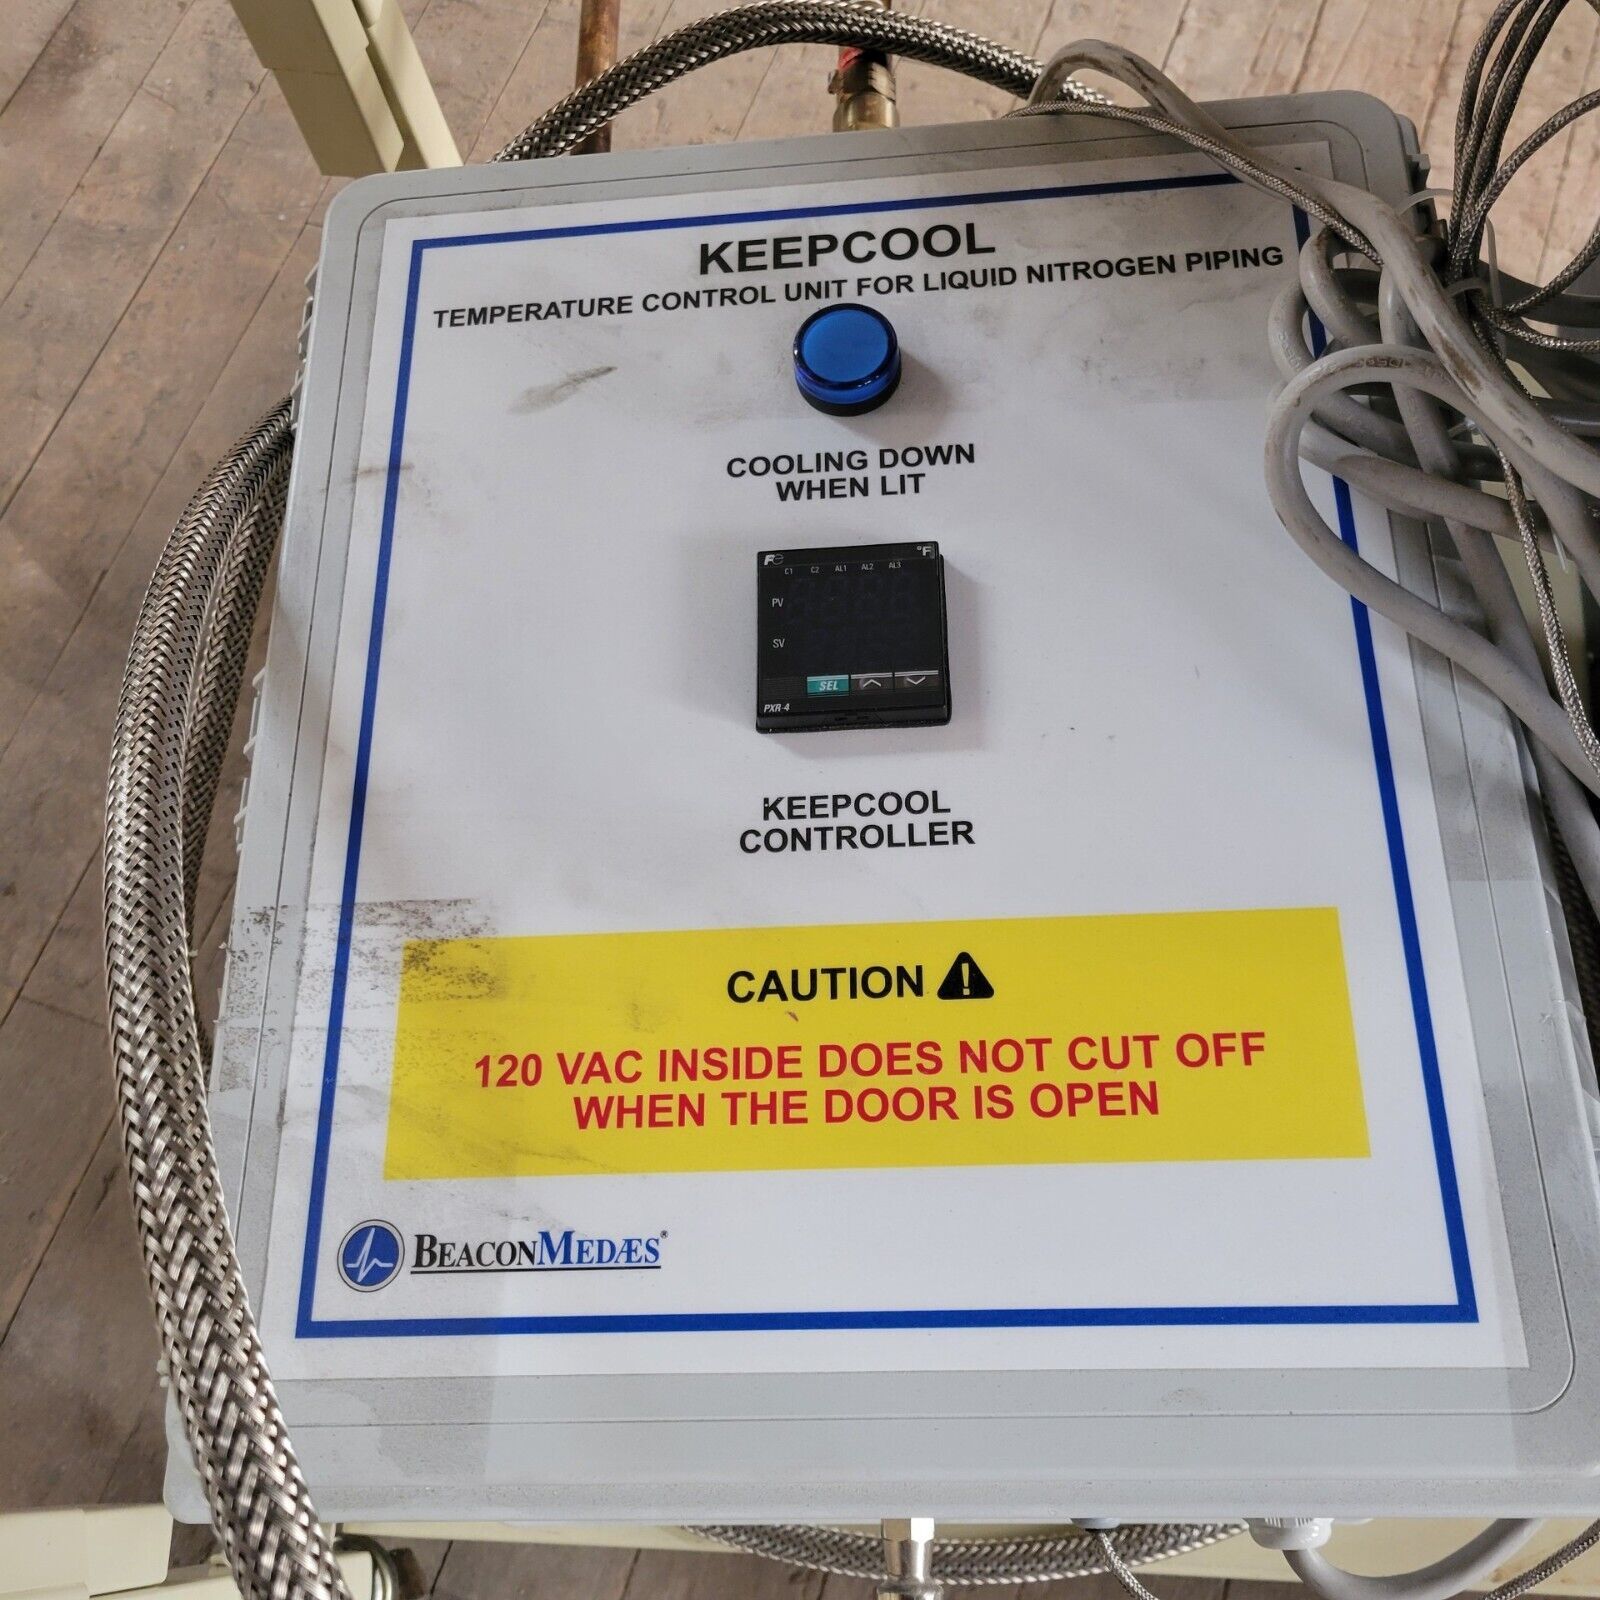 KEEPCOOL
TEMPERATURE CONTROL UNIT FOR LIQUID NITROGEN PIPING
COOLING DOWN
WHEN LIT
Fe °F
C1 C2 AL1 AL2 AL3
PV
SV
SEL
PXR-4
KEEPCOOL
CONTROLLER
CAUTION
120 VAC INSIDE DOES NOT CUT OFF
WHEN THE DOOR IS OPEN
BEACONMEDÆS®